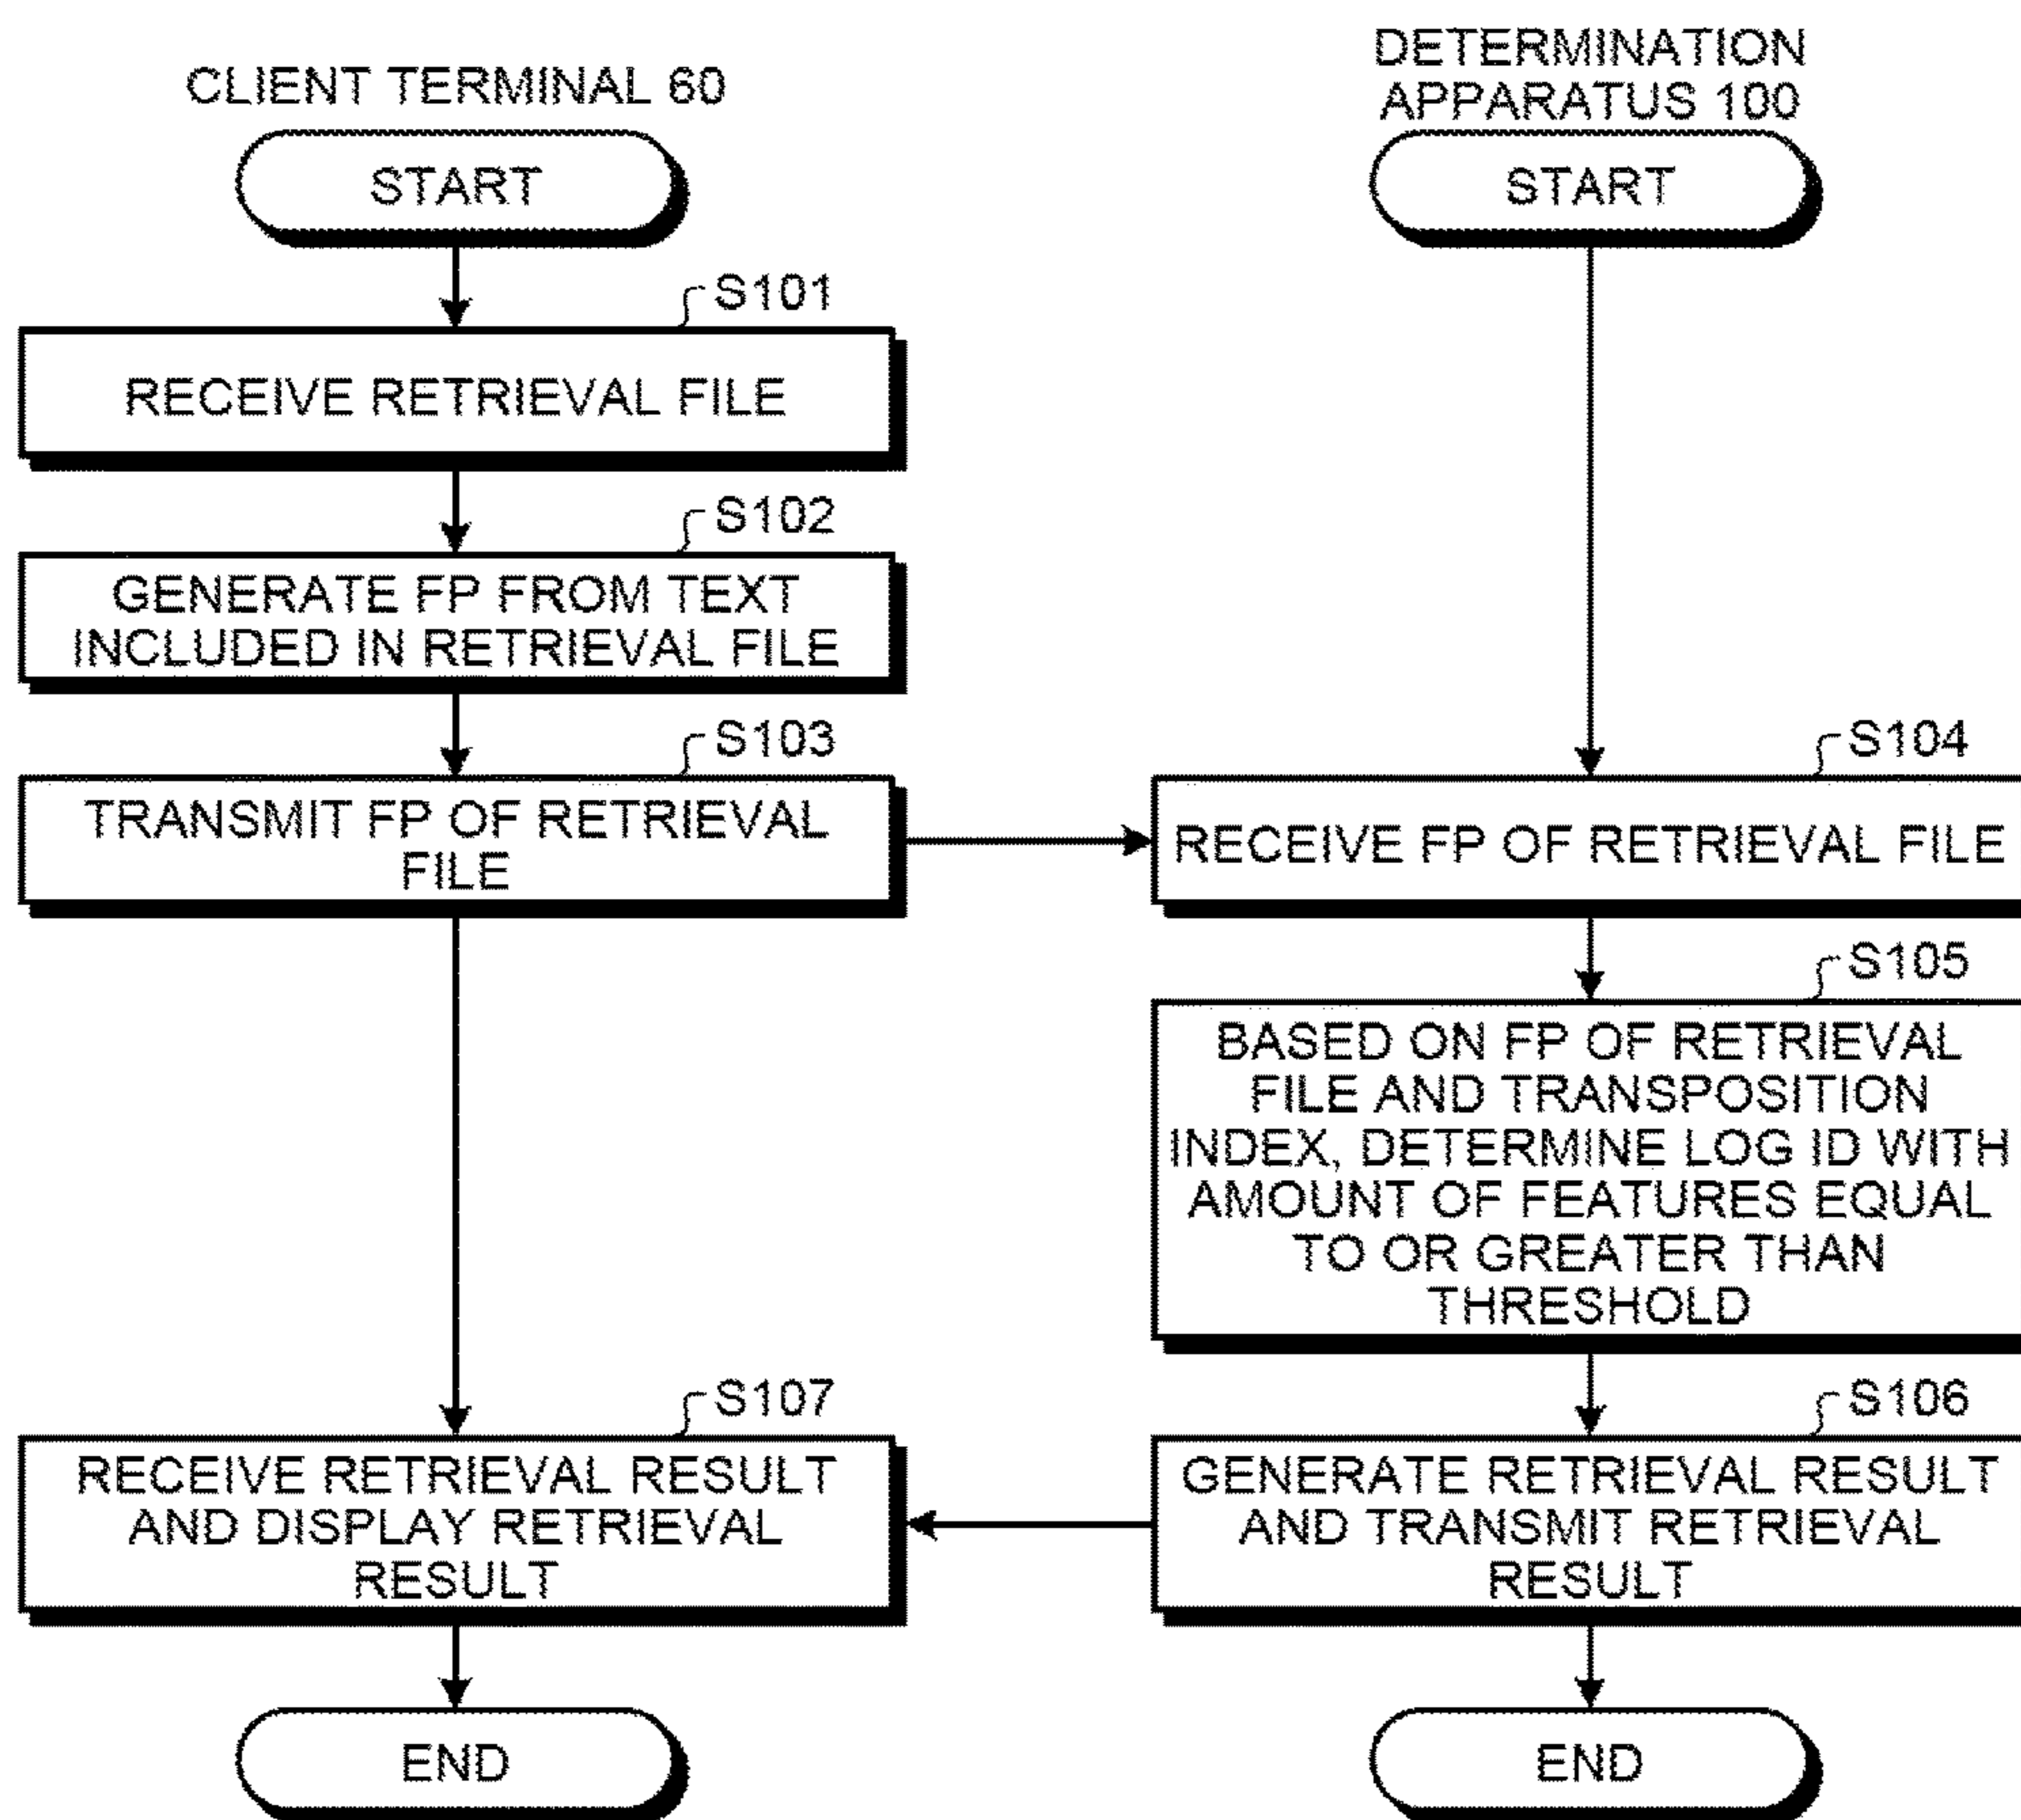 CLIENT TERMINAL 60
START
S101
RECEIVE RETRIEVAL FILE
S102
GENERATE FP FROM TEXT
INCLUDED IN RETRIEVAL FILE
S103
TRANSMIT FP OF RETRIEVAL
FILE
DETERMINATION
APPARATUS 100
START
S104
RECEIVE FP OF RETRIEVAL FILE
S105
BASED ON FP OF RETRIEVAL
FILE AND TRANSPOSITION
INDEX, DETERMINE LOG ID WITH
AMOUNT OF FEATURES EQUAL
TO OR GREATER THAN
THRESHOLD
S106
GENERATE RETRIEVAL RESULT
AND TRANSMIT RETRIEVAL
RESULT
END
S107
RECEIVE RETRIEVAL RESULT
AND DISPLAY RETRIEVAL
RESULT
END